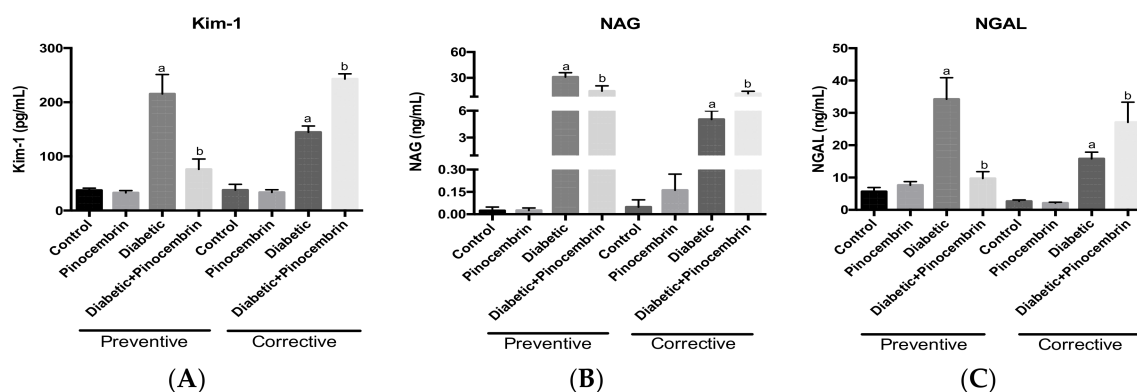 Kim-1
Kim-1 (pg/mL)
300
200
100
0
a
b
a
b
Control
Pinocembrin
Diabetic
Diabetic+Pinocembrin
Control
Pinocembrin
Diabetic
Diabetic+Pinocembrin
Preventive
Corrective
(A)
NAG
NAG (ng/mL)
60
30
6
3
0.30
0.15
0.00
a
b
a
b
Control
Pinocembrin
Diabetic
Diabetic+Pinocembrin
Control
Pinocembrin
Diabetic
Diabetic+Pinocembrin
Preventive
Corrective
(B)
NGAL
NGAL (ng/mL)
50
40
30
20
10
0
a
b
a
b
Control
Pinocembrin
Diabetic
Diabetic+Pinocembrin
Control
Pinocembrin
Diabetic
Diabetic+Pinocembrin
Preventive
Corrective
(C)